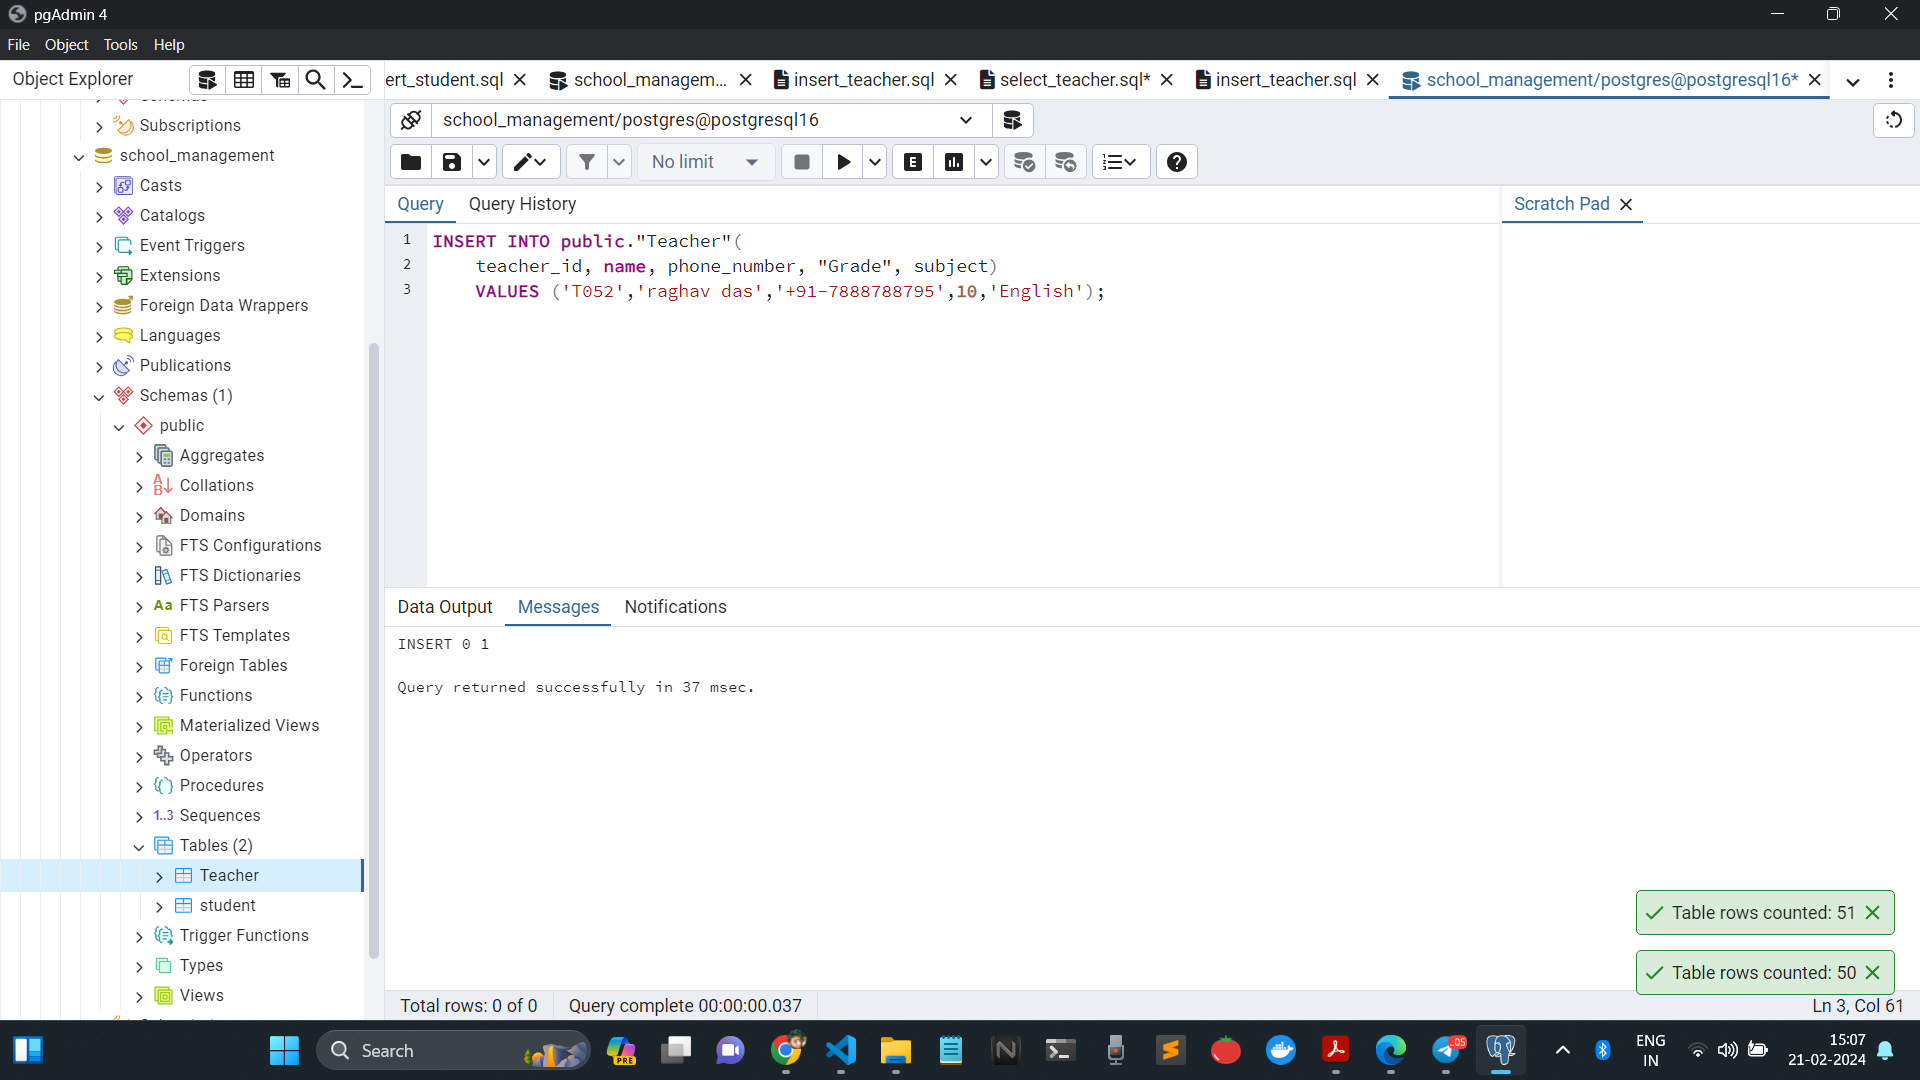 pgAdmin 4
File Object Tools Help
Object Explorer
ert_student.sql school_managem... insert_teacher.sql select_teacher.sql* insert_teacher.sql school_management/postgres@postgresql16*
school_management/postgres@postgresql16
No limit
E
Query Query History
Scratch Pad
1 INSERT INTO public."Teacher"(
2 teacher_id, name, phone_number, "Grade", subject)
3 VALUES ('T052','raghav das','+91-7888788795',10,'English');
Subscriptions
school_management
Casts
Catalogs
Event Triggers
Extensions
Foreign Data Wrappers
Languages
Publications
Schemas (1)
public
Aggregates
Collations
Domains
FTS Configurations
FTS Dictionaries
Aa FTS Parsers
FTS Templates
Foreign Tables
Functions
Materialized Views
Operators
Procedures
1..3 Sequences
Tables (2)
Teacher
student
Trigger Functions
Types
Views
Data Output Messages Notifications
INSERT 0 1
Query returned successfully in 37 msec.
Table rows counted: 51
Table rows counted: 50
Total rows: 0 of 0 Query complete 00:00:00.037 Ln 3, Col 61
Search
PRE
.05
ENG
IN
15:07
21-02-2024